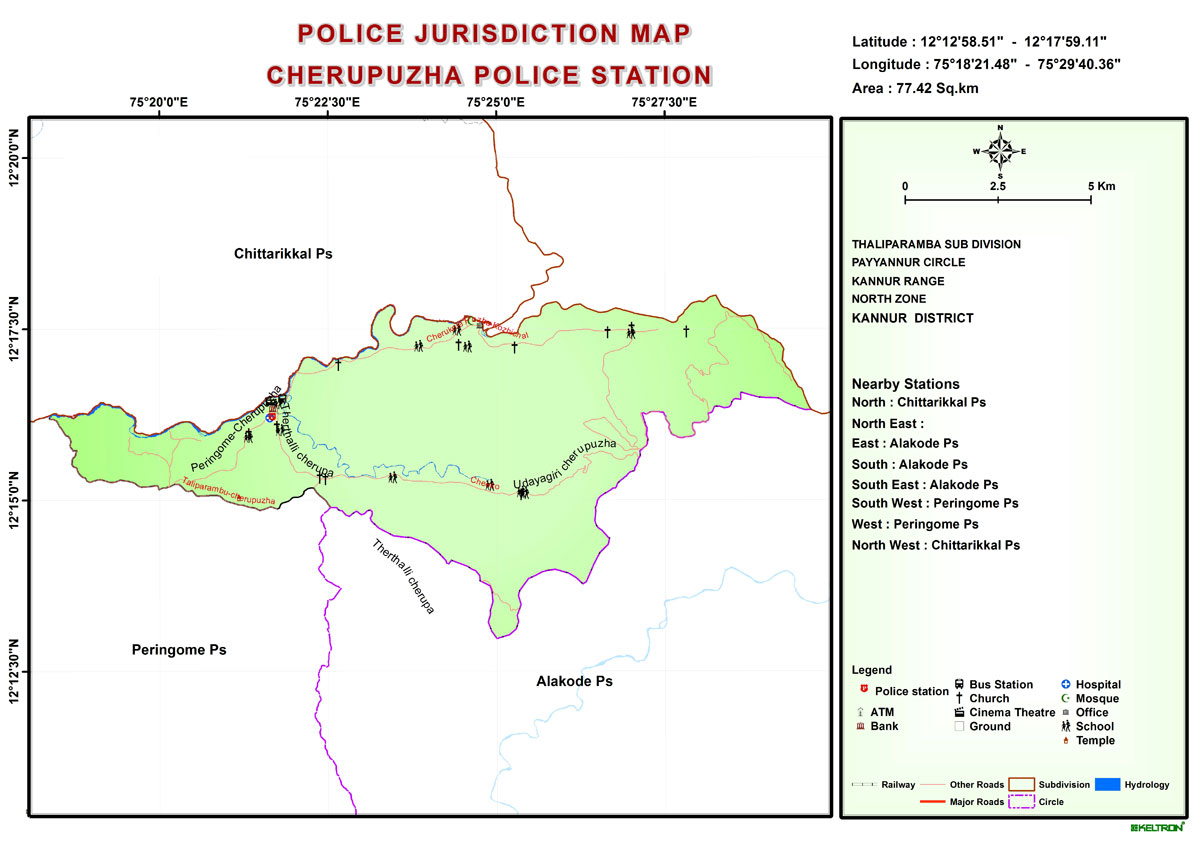 POLICE JURISDICTION MAP
CHERUPUZHA POLICE STATION
Latitude : 12°12'58.51" - 12°17'59.11"
Longitude : 75°18'21.48" - 75°29'40.36"
Area : 77.42 Sq.km
75°20'0"E 75°22'30"E 75°25'0"E 75°27'30"E
12°20'0"N
12°17'30"N
12°15'0"N
12°12'30"N
Chittarikkal Ps
Peringome-Cherupuzha
Therthalli cherupa
Taliparambu-cherupuzha
Udayagiri cherupuzha
Therthalli cherupa
Peringome Ps
Alakode Ps
N
W E
S
0 2.5 5 Km
THALIPARAMBA SUB DIVISION
PAYYANNUR CIRCLE
KANNUR RANGE
NORTH ZONE
KANNUR DISTRICT
Nearby Stations
North : Chittarikkal Ps
North East :
East : Alakode Ps
South : Alakode Ps
South East : Alakode Ps
South West : Peringome Ps
West : Peringome Ps
North West : Chittarikkal Ps
Legend
Police station
ATM
Bank
Bus Station
Church
Cinema Theatre
Ground
Hospital
Mosque
Office
School
Temple
Railway
Other Roads
Major Roads
Subdivision
Circle
Hydrology
KELTRON